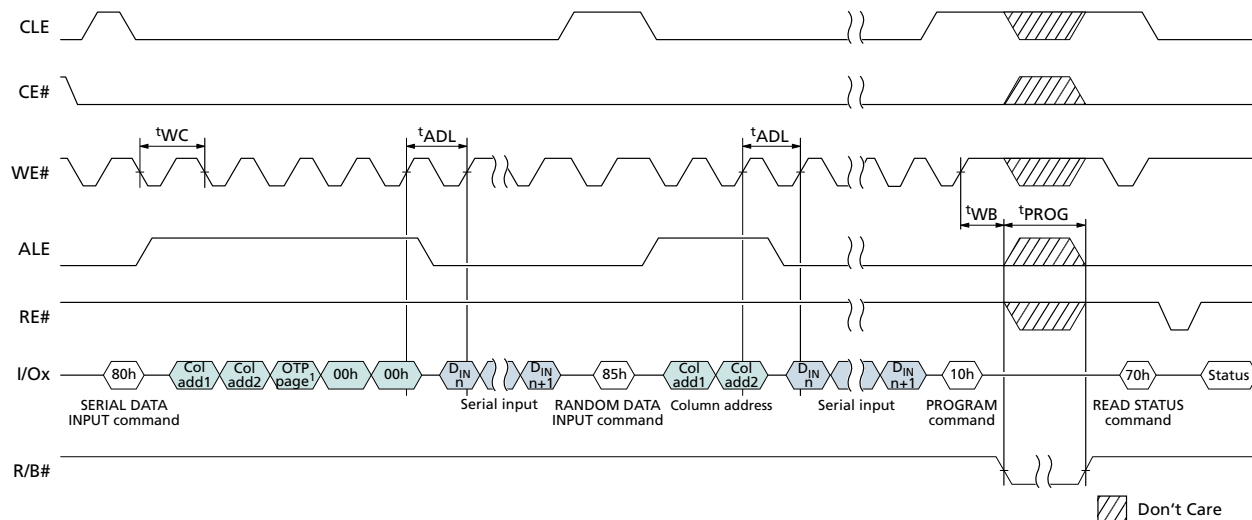 CLE
CE#
tWC
tADL
tADL
WE#
tWB
tPROG
ALE
RE#
I/Ox
80h
Col add1
Col add2
OTP page1
00h
00h
DIN n
DIN n+1
85h
Col add1
Col add2
DIN n
DIN n+1
10h
70h
Status
SERIAL DATA
INPUT command
Serial input
RANDOM DATA
INPUT command
Column address
Serial input
PROGRAM
command
READ STATUS
command
R/B#
Don't Care